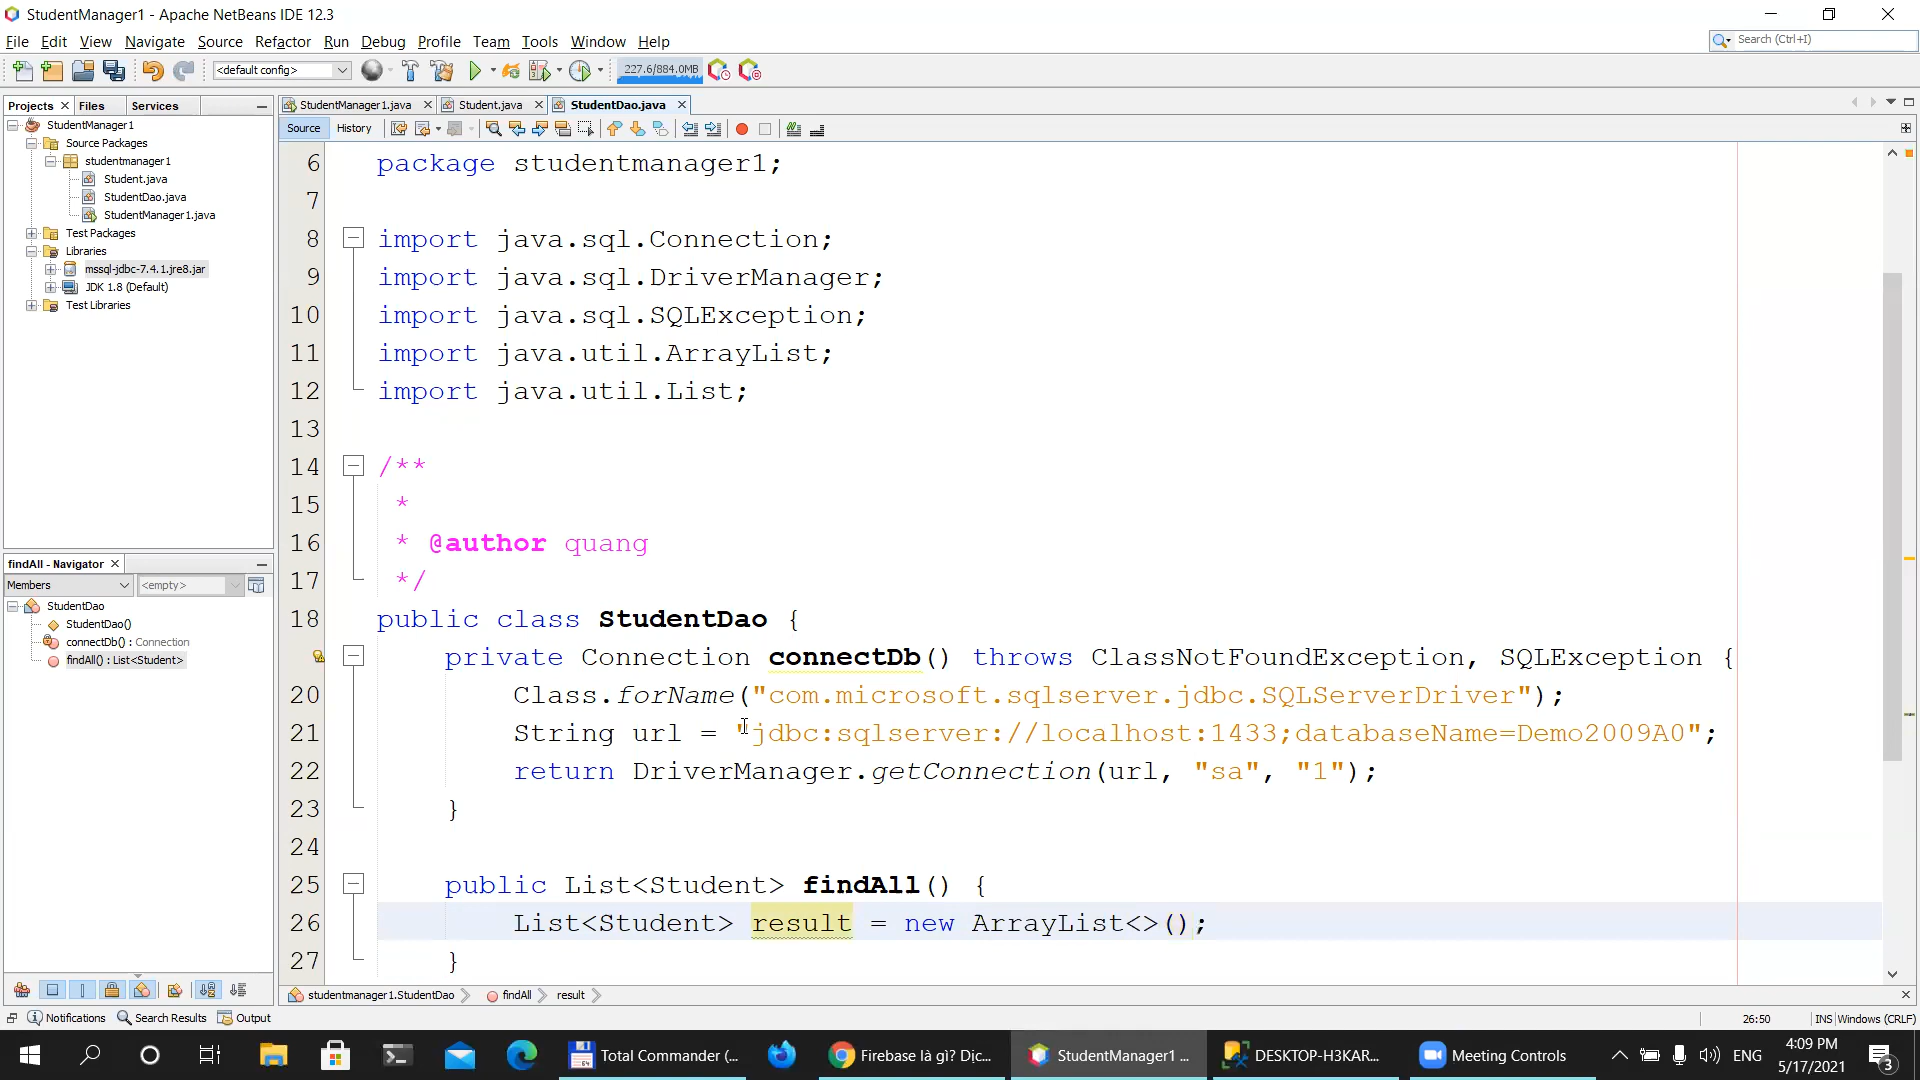 StudentManager1 - Apache NetBeans IDE 12.3
File Edit View Navigate Source Refactor Run Debug Profile Team Tools Window Help
Search (Ctrl+I)
<default config>
227.6/884.0MB
Projects Files Services
StudentManager1.java Student.java StudentDao.java
Source History
StudentManager1
Source Packages
studentmanager1
Student.java
StudentDao.java
StudentManager1.java
Test Packages
Libraries
mssql-jdbc-7.4.1.jre8.jar
JDK 1.8 (Default)
Test Libraries
findAll - Navigator
Members <empty>
StudentDao
StudentDao()
connectDb() : Connection
findAll() : List<Student>
6 package studentmanager1;
7
8 import java.sql.Connection;
9 import java.sql.DriverManager;
10 import java.sql.SQLException;
11 import java.util.ArrayList;
12 import java.util.List;
13
14 /**
15 *
16 * @author quang
17 */
18 public class StudentDao {
private Connection connectDb() throws ClassNotFoundException, SQLException {
20 Class.forName("com.microsoft.sqlserver.jdbc.SQLServerDriver");
21 String url = "jdbc:sqlserver://localhost:1433;databaseName=Demo2009A0";
22 return DriverManager.getConnection(url, "sa", "1");
23 }
24
25 public List<Student> findAll() {
26 List<Student> result = new ArrayList<>();
27 }
studentmanager1.StudentDao findAll result
Notifications Search Results Output
26:50 INS Windows (CRLF)
Total Commander (...
Firebase là gì? Dịc...
StudentManager1 ...
DESKTOP-H3KAR...
Meeting Controls
ENG
4:09 PM
5/17/2021
3